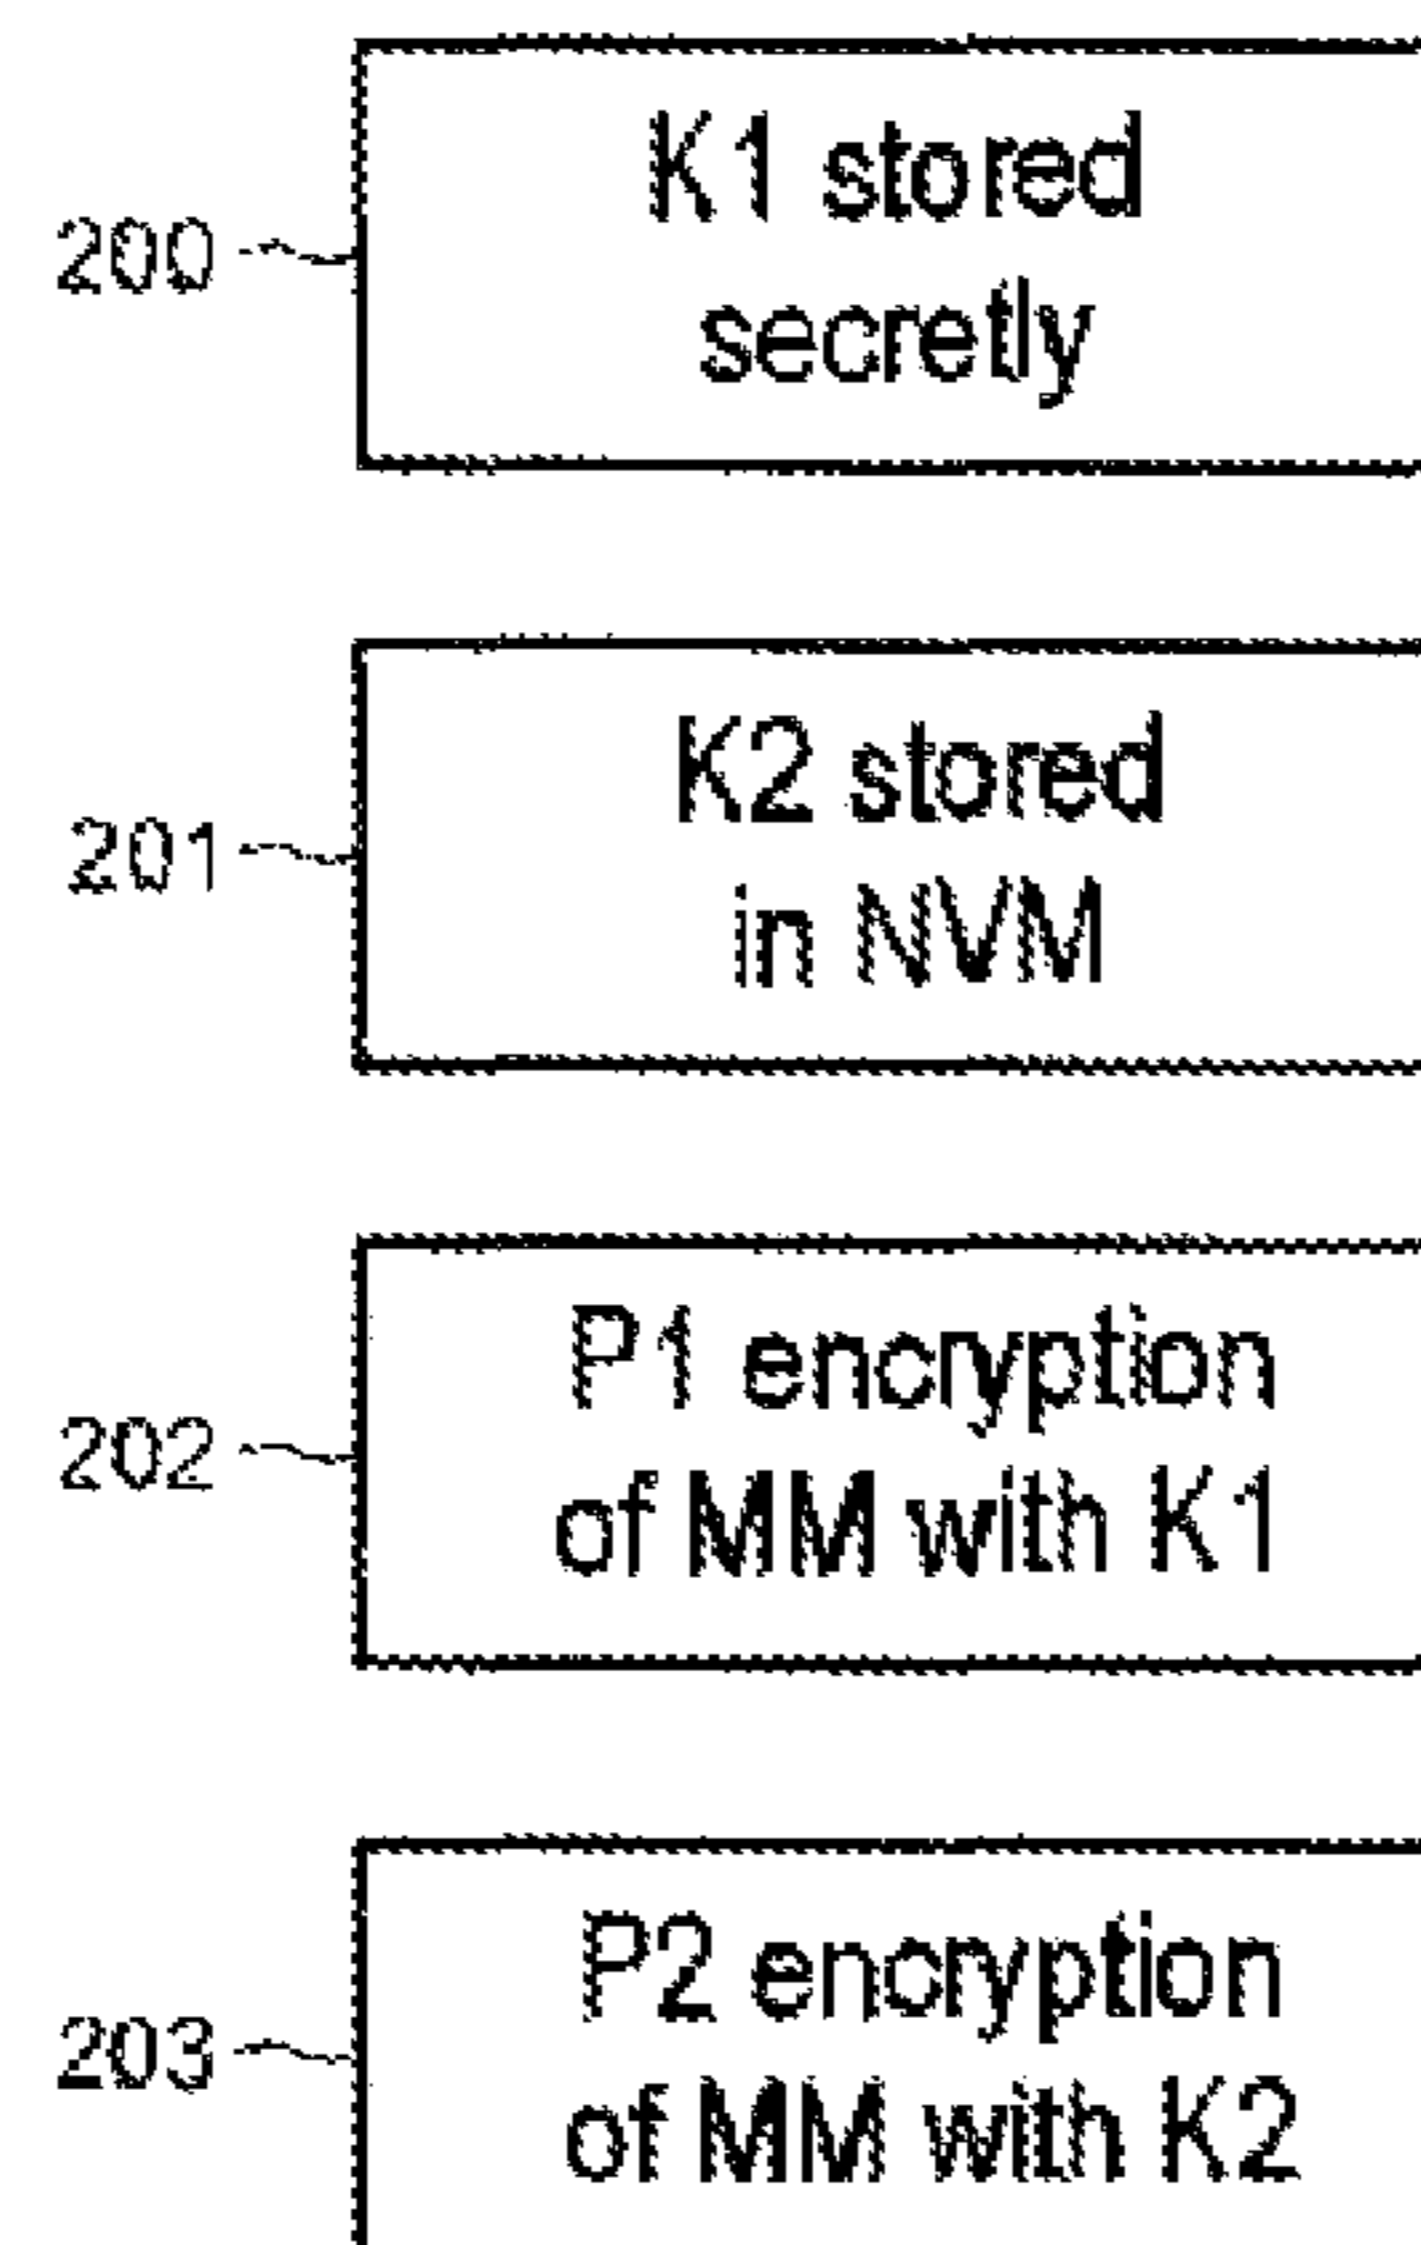 200
K1 stored
secretly
201
K2 stored
in NVM
202
P1 encryption
of MM with K1
203
P2 encryption
of MM with K2